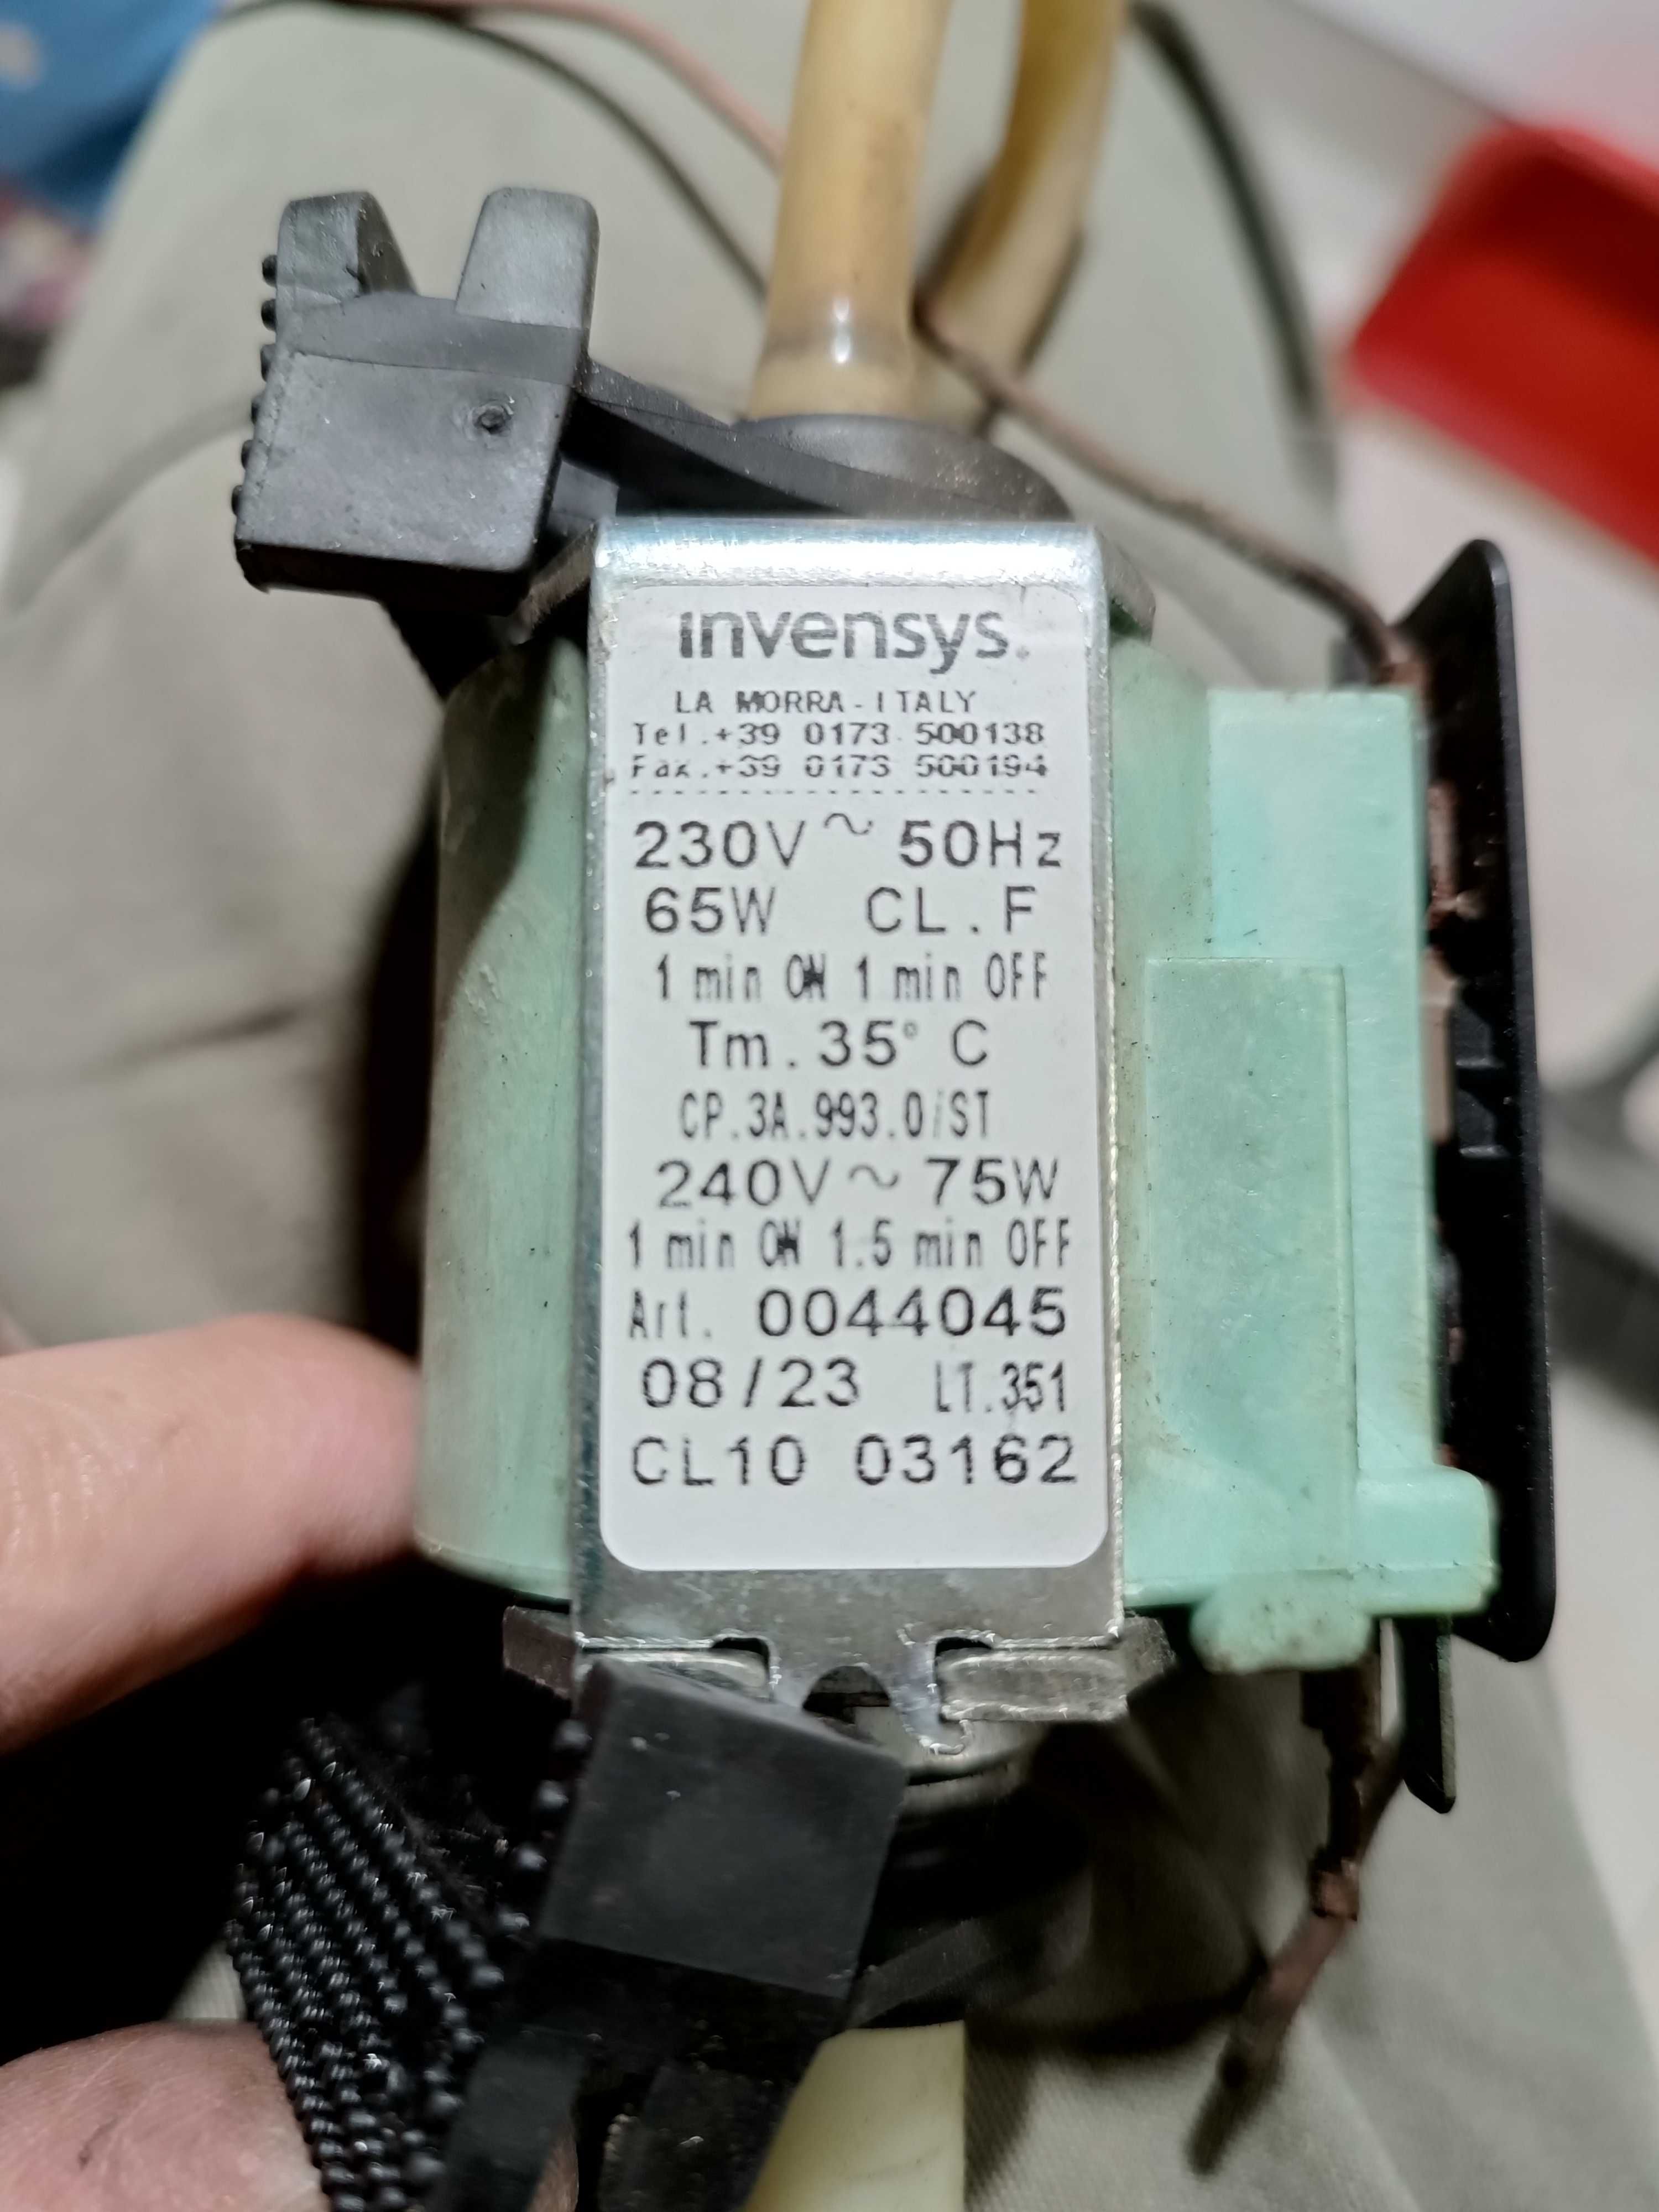 invensys.
LA MORRA - ITALY
Tel.+39 0173 500138
Fax.+39 0173 500194
230V~ 50Hz
65W CL.F
1 min ON 1 min OFF
Tm.35°C
CP.3A.993.0/ST
240V~ 75W
1 min ON 1.5 min OFF
Art. 0044045
08/23 LT.351
CL10 03162